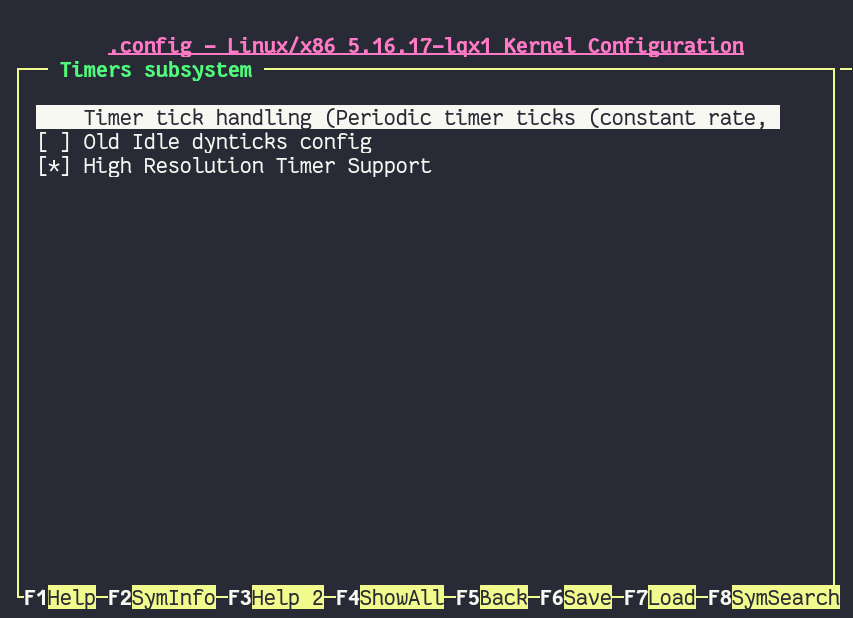 .config - Linux/x86 5.16.17-lqx1 Kernel Configuration
Timers subsystem
Timer tick handling (Periodic timer ticks (constant rate,
[ ] Old Idle dynticks config
[*] High Resolution Timer Support
F1Help F2SymInfo F3Help 2 F4ShowAll F5Back F6Save F7Load F8SymSearch